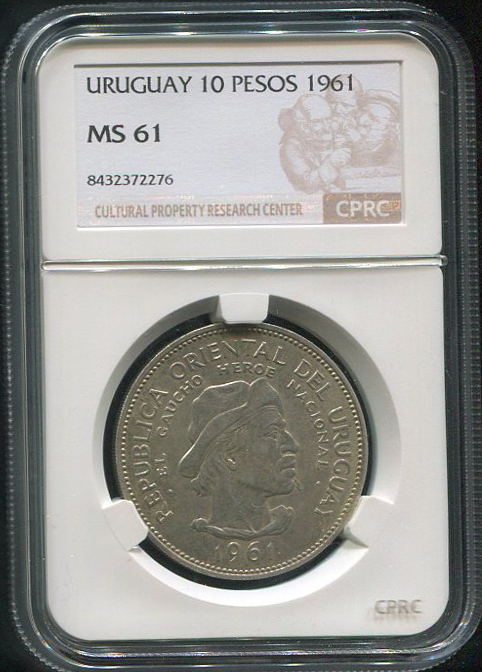 URUGUAY 10 PESOS 1961
MS 61
8432372276
CULTURAL PROPERTY RESEARCH CENTER
CPRC
REPUBLICA ORIENTAL DEL URUGUAY
· EL GAUCHO HEROE NACIONAL ·
1961
CPRC